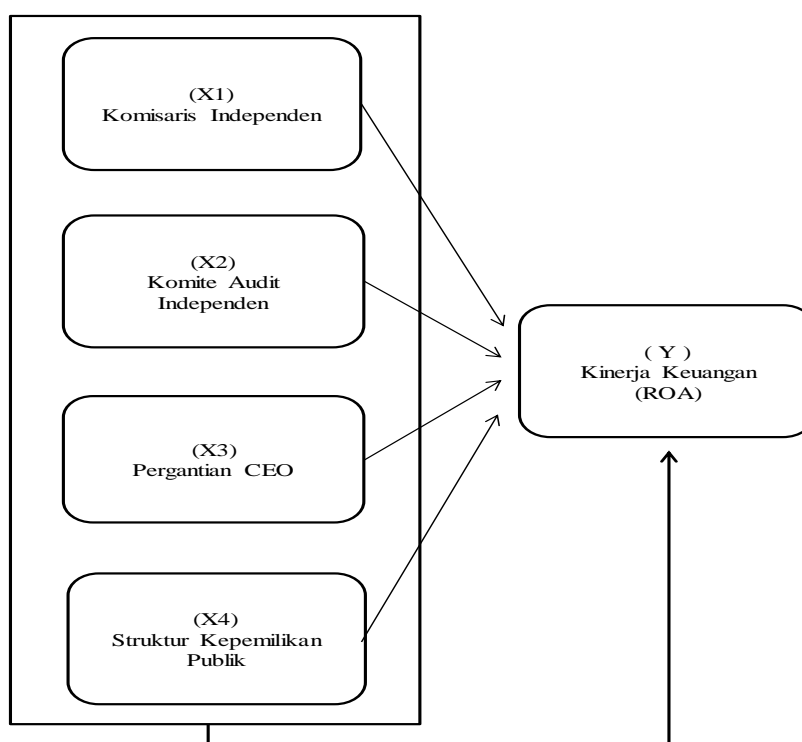 (X1)
Komisaris Independen
(X2)
Komite Audit
Independen
(X3)
Pergantian CEO
(X4)
Struktur Kepemilikan
Publik
( Y )
Kinerja Keuangan
(ROA)